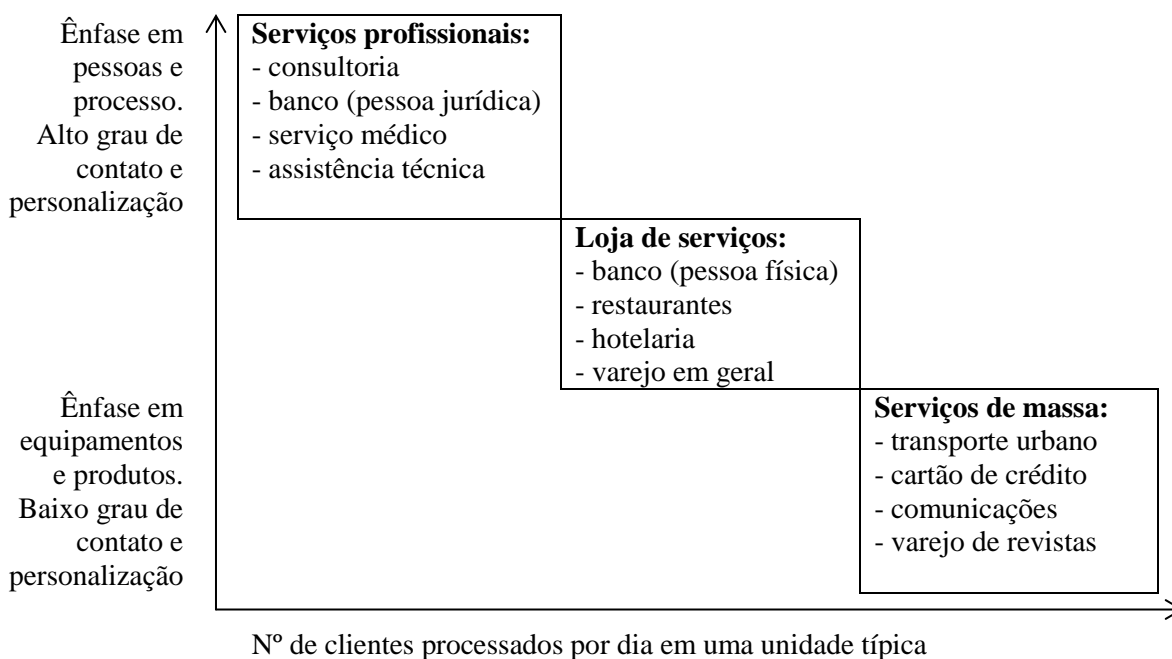 Ênfase em
pessoas e
processo.
Alto grau de
contato e
personalização
Serviços profissionais:
- consultoria
- banco (pessoa jurídica)
- serviço médico
- assistência técnica
Loja de serviços:
- banco (pessoa física)
- restaurantes
- hotelaria
- varejo em geral
Ênfase em
equipamentos
e produtos.
Baixo grau de
contato e
personalização
Serviços de massa:
- transporte urbano
- cartão de crédito
- comunicações
- varejo de revistas
Nº de clientes processados por dia em uma unidade típica